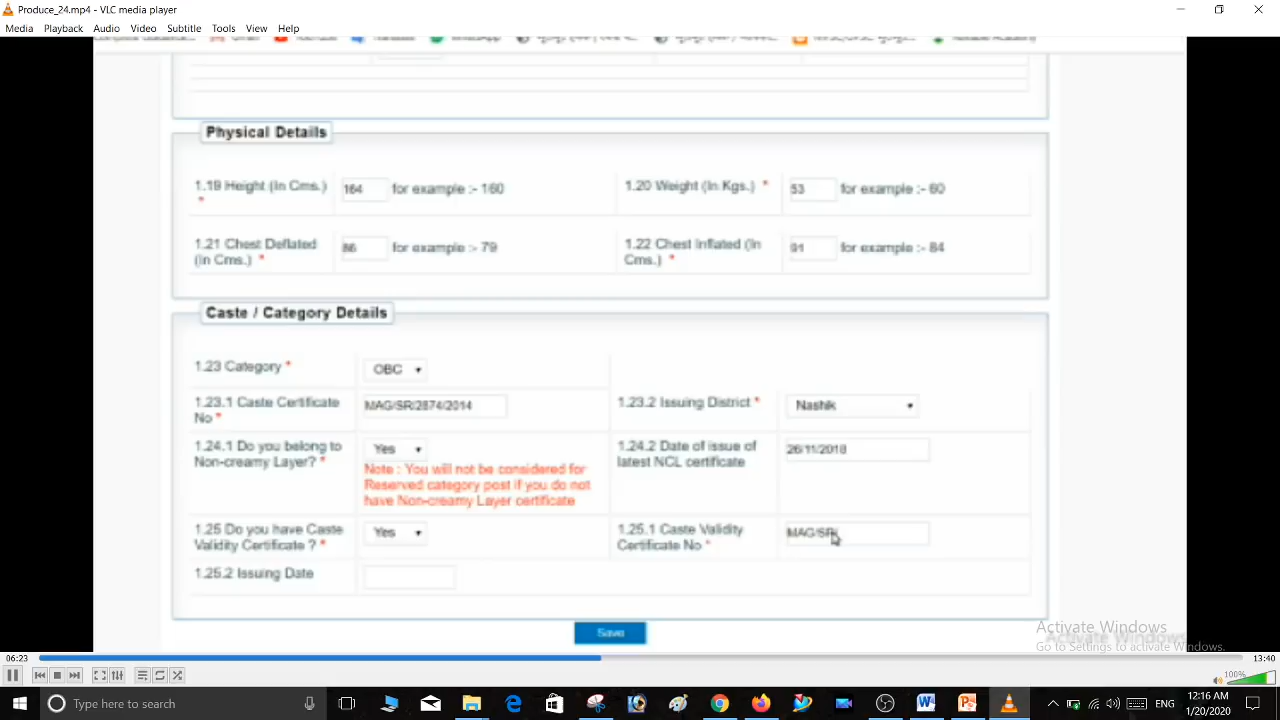 Produce_24.mp4 - VLC media player
Media Playback Audio Video Subtitle Tools View Help
Physical Details
1.19 Height (In Cms.) * 164 for example :- 160 1.20 Weight (In Kgs.) * 53 for example :- 60
1.21 Chest Deflated (In Cms.) * 86 for example :- 79 1.22 Chest Inflated (In Cms.) * 91 for example :- 84
Caste / Category Details
1.23 Category * OBC
1.23.1 Caste Certificate No * MAG/SR/2874/2014 1.23.2 Issuing District * Nashik
1.24.1 Do you belong to Non-creamy Layer? * Yes 1.24.2 Date of issue of latest NCL certificate 26/11/2018
Note : You will not be considered for
Reserved category post if you do not
have Non-creamy Layer certificate
1.25 Do you have Caste Validity Certificate ? * Yes 1.25.1 Caste Validity Certificate No * MAG/SR/
1.25.2 Issuing Date
Save
Activate Windows
Go to Settings to activate Windows.
06:23 13:40
100%
Type here to search
12:16 AM
1/20/2020